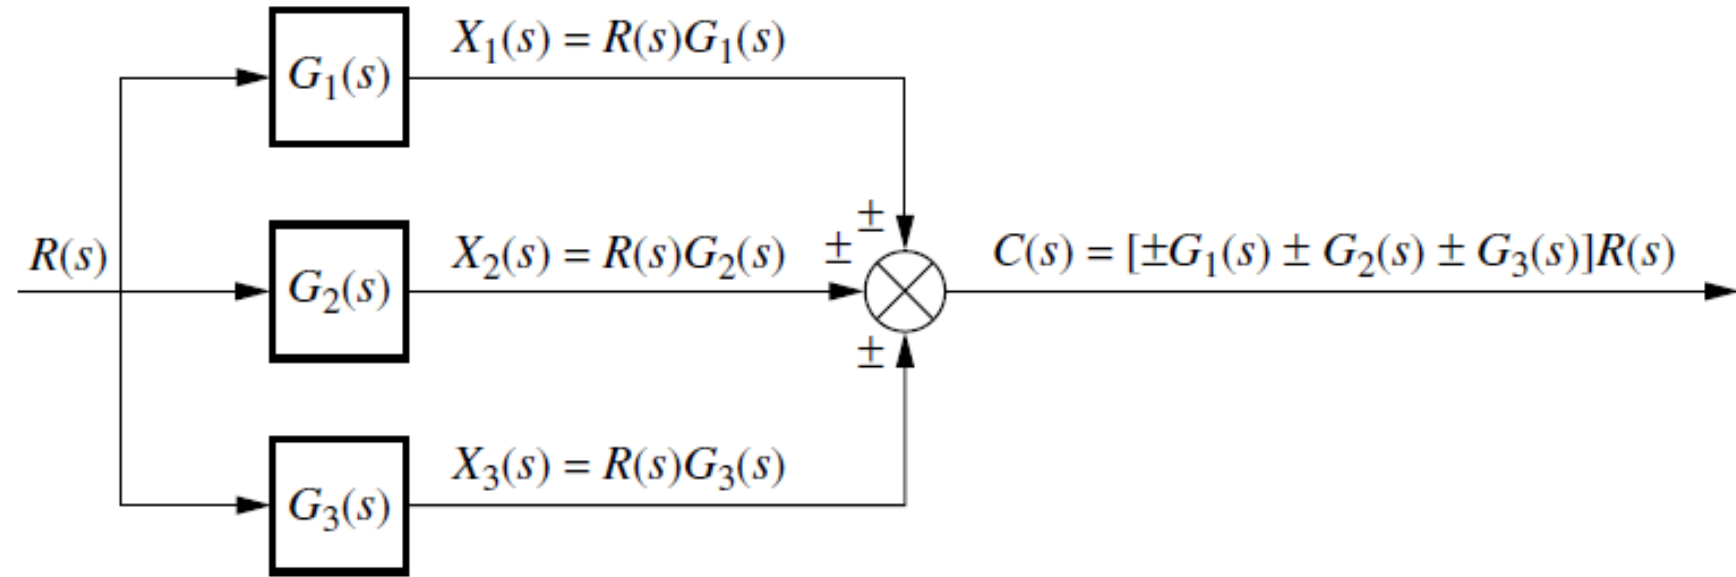 G₁(s)
X₁(s) = R(s)G₁(s)
±
±
R(s)
G₂(s)
X₂(s) = R(s)G₂(s)
C(s) = [±G₁(s) ± G₂(s) ± G₃(s)]R(s)
±
G₃(s)
X₃(s) = R(s)G₃(s)